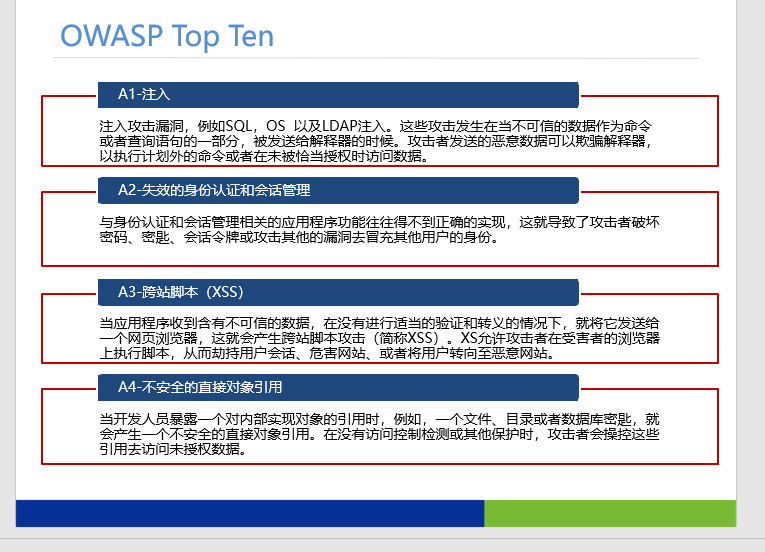 OWASP Top Ten
A1-注入
注入攻击漏洞，例如SQL，OS 以及LDAP注入。这些攻击发生在当不可信的数据作为命令
或者查询语句的一部分，被发送给解释器的时候。攻击者发送的恶意数据可以欺骗解释器，
以执行计划外的命令或者在未被恰当授权时访问数据。
A2-失效的身份认证和会话管理
与身份认证和会话管理相关的应用程序功能往往得不到正确的实现，这就导致了攻击者破坏
密码、密匙、会话令牌或攻击其他的漏洞去冒充其他用户的身份。
A3-跨站脚本（XSS）
当应用程序收到含有不可信的数据，在没有进行适当的验证和转义的情况下，就将它发送给
一个网页浏览器，这就会产生跨站脚本攻击（简称XSS）。XS允许攻击者在受害者的浏览器
上执行脚本，从而劫持用户会话、危害网站、或者将用户转向至恶意网站。
A4-不安全的直接对象引用
当开发人员暴露一个对内部实现对象的引用时，例如，一个文件、目录或者数据库密匙，就
会产生一个不安全的直接对象引用。在没有访问控制检测或其他保护时，攻击者会操控这些
引用去访问未授权数据。